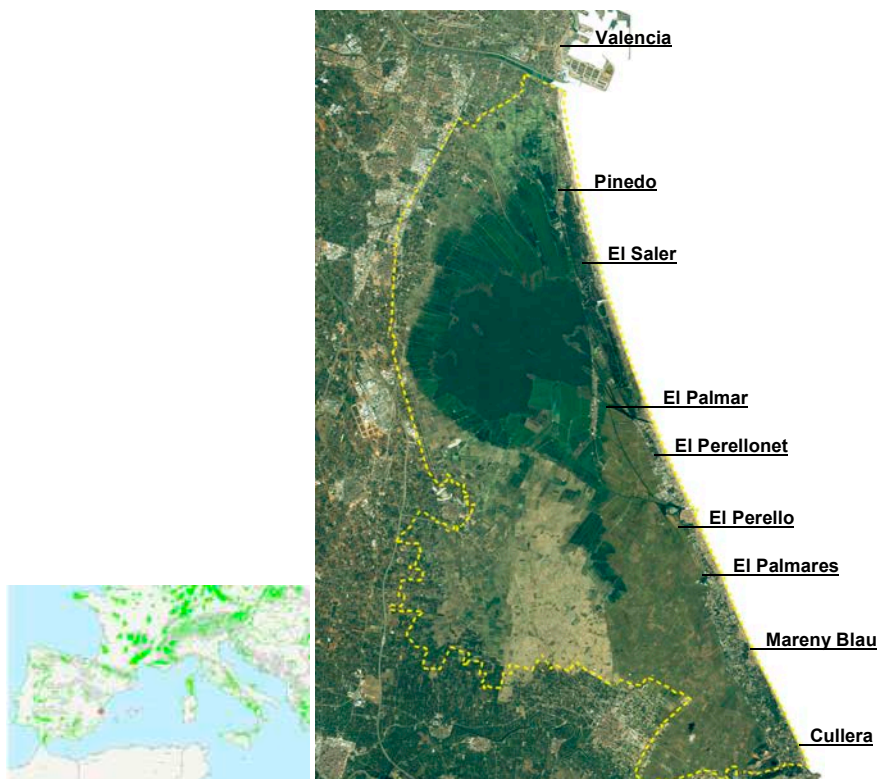 Valencia
Pinedo
El Saler
El Palmar
El Perellonet
El Perello
El Palmares
Mareny Blau
Cullera